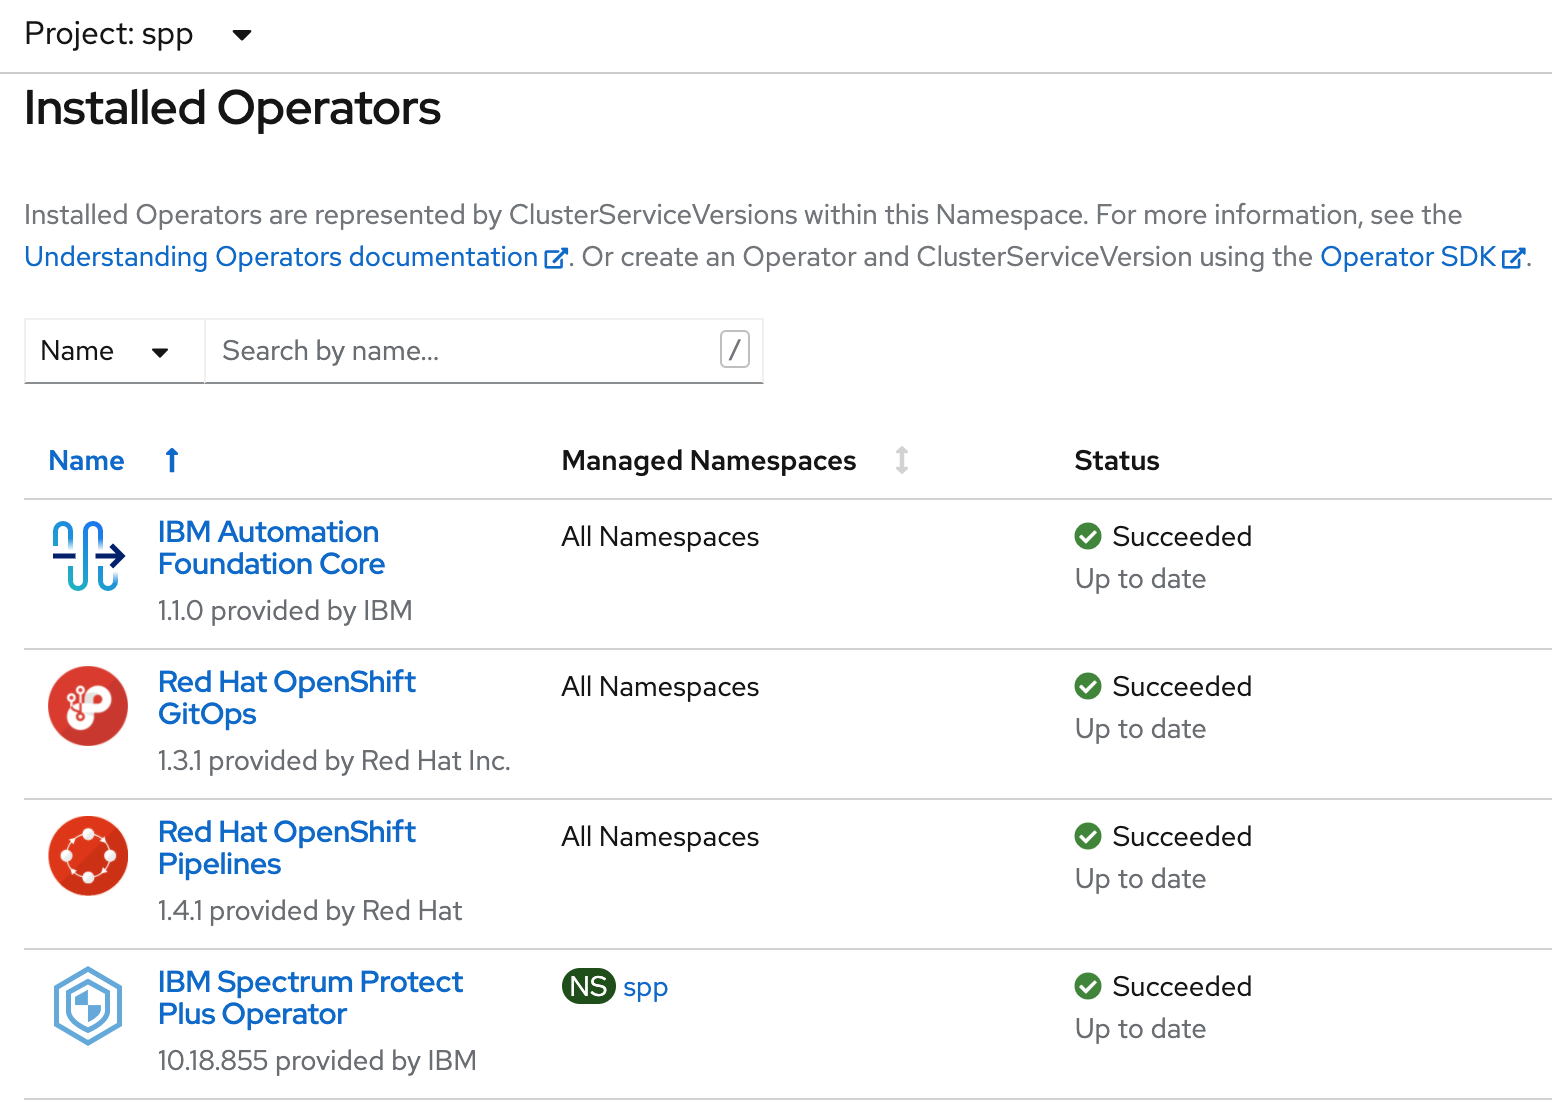 Project: spp
Installed Operators
Installed Operators are represented by ClusterServiceVersions within this Namespace. For more information, see the
Understanding Operators documentation. Or create an Operator and ClusterServiceVersion using the Operator SDK.
Name Search by name... /
Name Managed Namespaces Status
IBM Automation
Foundation Core
1.1.0 provided by IBM
All Namespaces
Succeeded
Up to date
Red Hat OpenShift
GitOps
1.3.1 provided by Red Hat Inc.
All Namespaces
Succeeded
Up to date
Red Hat OpenShift
Pipelines
1.4.1 provided by Red Hat
All Namespaces
Succeeded
Up to date
IBM Spectrum Protect
Plus Operator
10.18.855 provided by IBM
NS spp
Succeeded
Up to date